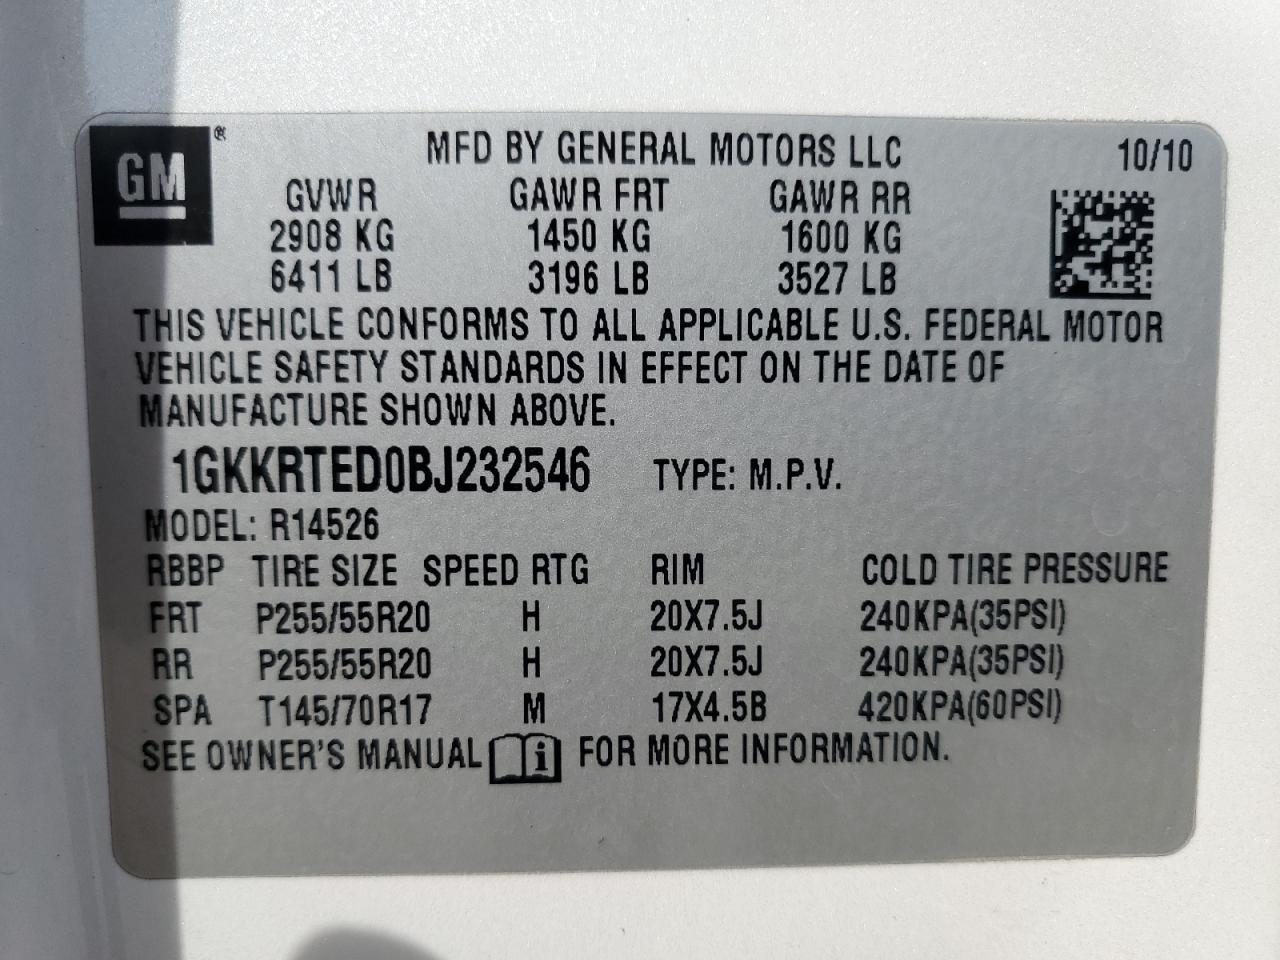 GM ® MFD BY GENERAL MOTORS LLC 10/10
GVWR GAWR FRT GAWR RR
2908 KG 1450 KG 1600 KG
6411 LB 3196 LB 3527 LB
THIS VEHICLE CONFORMS TO ALL APPLICABLE U.S. FEDERAL MOTOR
VEHICLE SAFETY STANDARDS IN EFFECT ON THE DATE OF
MANUFACTURE SHOWN ABOVE.
1GKKRTED0BJ232546 TYPE: M.P.V.
MODEL: R14526
RBBP TIRE SIZE SPEED RTG RIM COLD TIRE PRESSURE
FRT P255/55R20 H 20X7.5J 240KPA(35PSI)
RR P255/55R20 H 20X7.5J 240KPA(35PSI)
SPA T145/70R17 M 17X4.5B 420KPA(60PSI)
SEE OWNER'S MANUAL i FOR MORE INFORMATION.